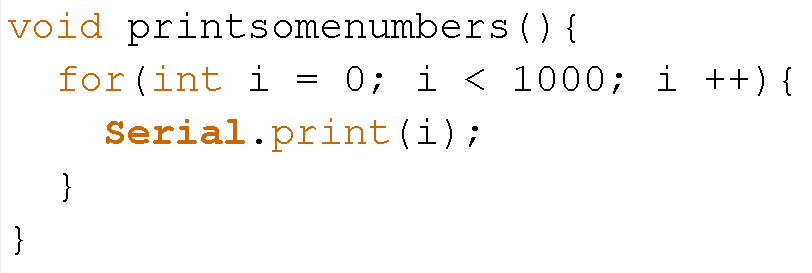 void printsomenumbers(){
  for(int i = 0; i < 1000; i ++){
    Serial.print(i);
  }
}